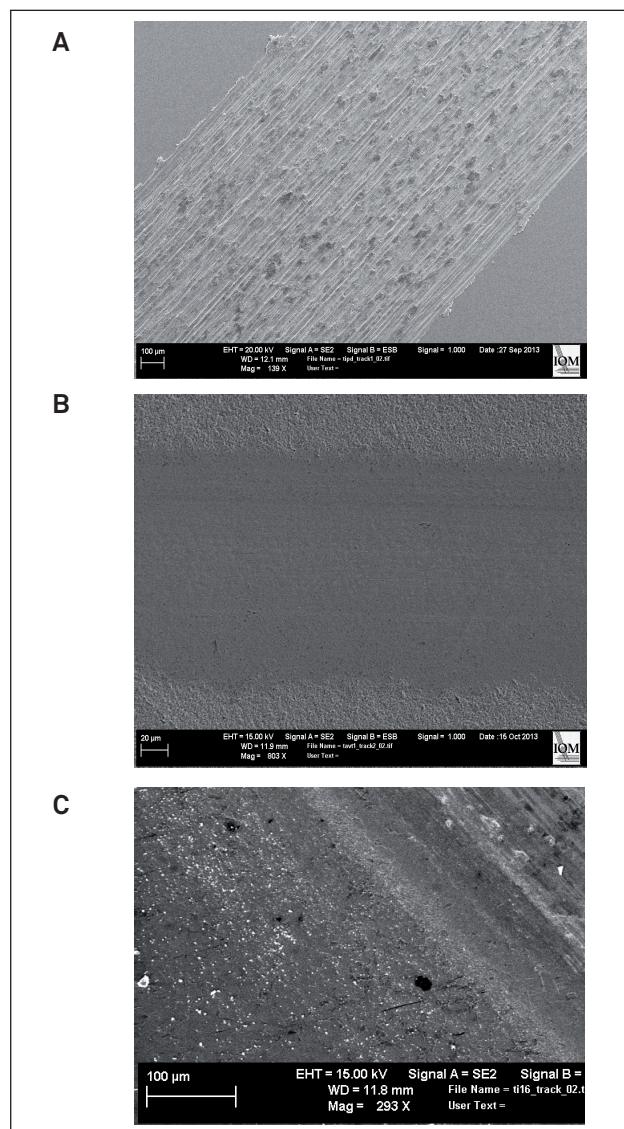 A
100 µm
EHT = 20.00 kV Signal A = SE2 Signal B = ESB Signal = 1.000 Date :27 Sep 2013
WD = 12.1 mm File Name = tipd_track1_02.tif
Mag = 139 X User Text =
IOM
B
20 µm
EHT = 15.00 kV Signal A = SE2 Signal B = ESB Signal = 1.000 Date :15 Oct 2013
WD = 11.9 mm File Name = tavt1_track2_02.tif
Mag = 803 X User Text =
IOM
C
100 µm
EHT = 15.00 kV Signal A = SE2 Signal B =
WD = 11.8 mm File Name = ti16_track_02.t
Mag = 293 X User Text =